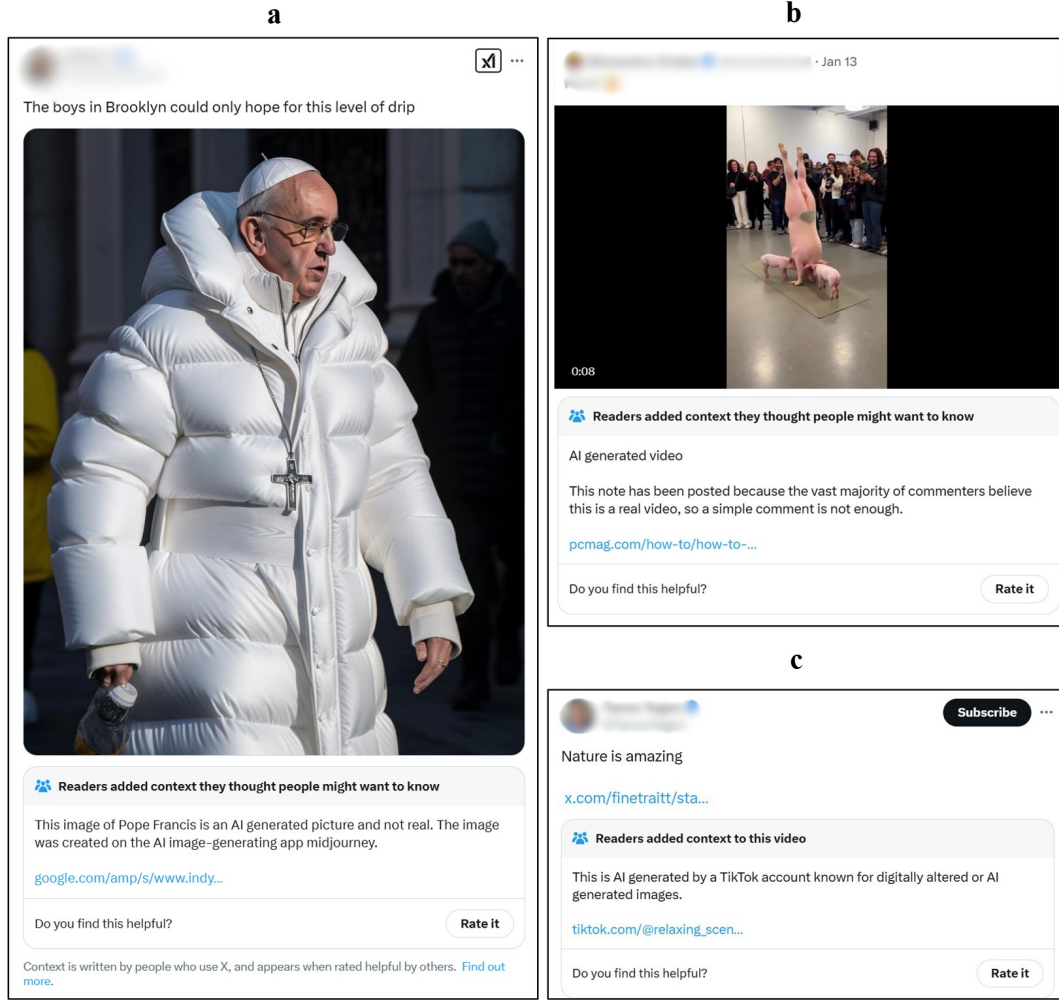 a
The boys in Brooklyn could only hope for this level of drip
Readers added context they thought people might want to know
This image of Pope Francis is an AI generated picture and not real. The image
was created on the AI image-generating app midjourney.
google.com/amp/s/www.indy...
Do you find this helpful?
Rate it
Context is written by people who use X, and appears when rated helpful by others. Find out
more.
b
· Jan 13
0:08
Readers added context they thought people might want to know
AI generated video
This note has been posted because the vast majority of commenters believe
this is a real video, so a simple comment is not enough.
pcmag.com/how-to/how-to-...
Do you find this helpful?
Rate it
c
Subscribe
Nature is amazing
x.com/finetraitt/sta...
Readers added context to this video
This is AI generated by a TikTok account known for digitally altered or AI
generated images.
tiktok.com/@relaxing_scen...
Do you find this helpful?
Rate it